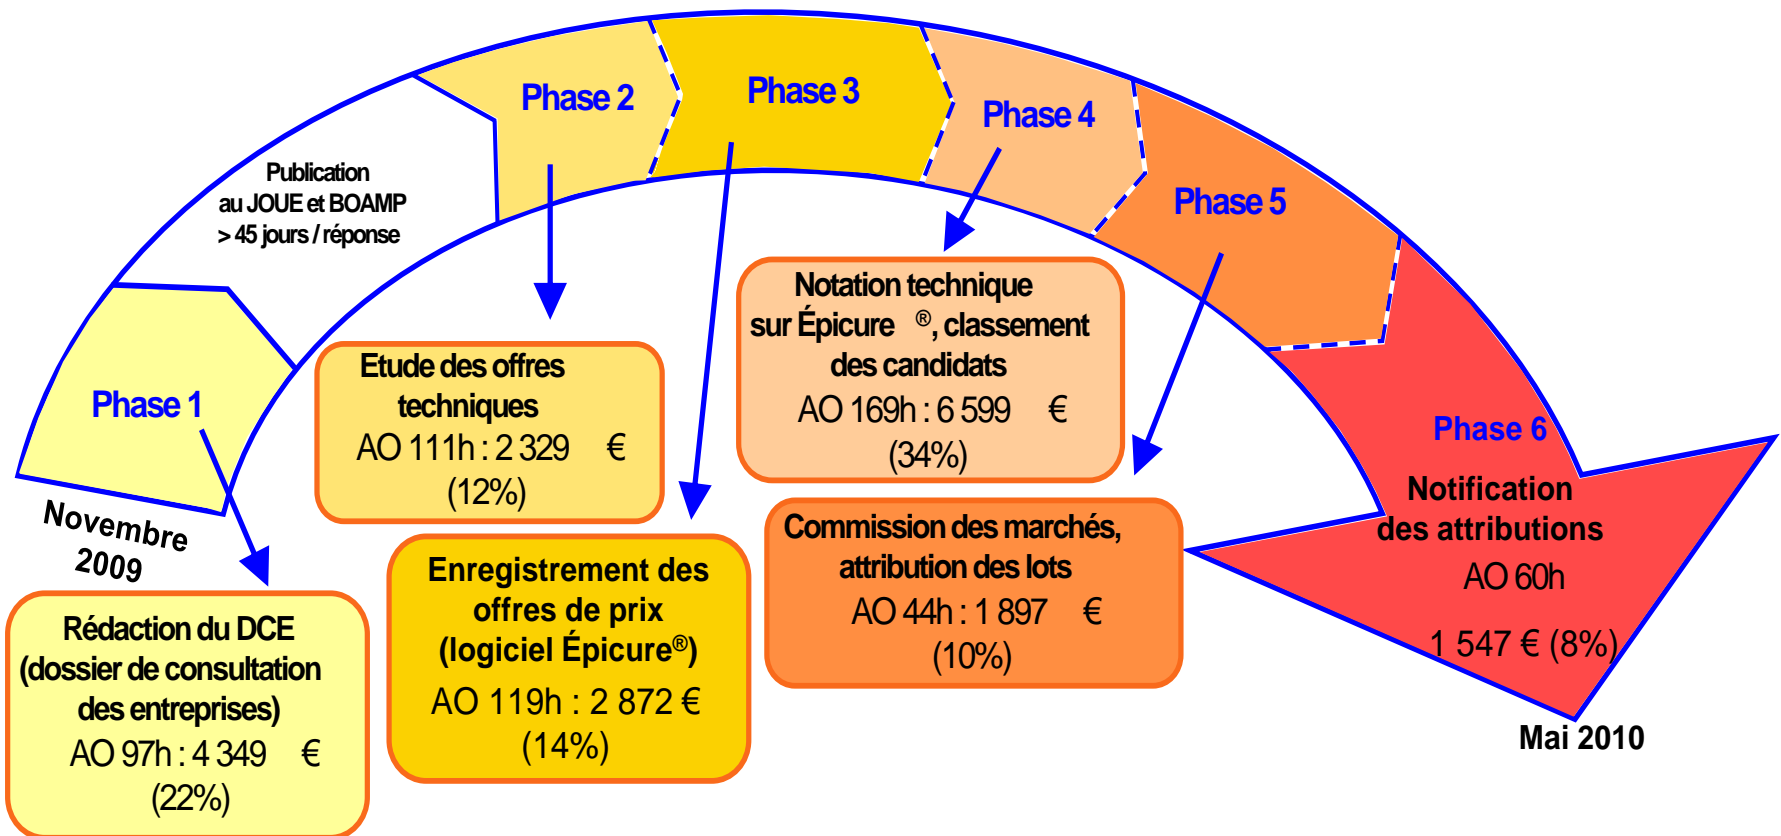 Phase 1
Publication
au JOUE et BOAMP
> 45 jours / réponse
Phase 2
Phase 3
Phase 4
Phase 5
Phase 6
Notification
des attributions
AO 60h
1 547 € (8%)
Mai 2010
Novembre
2009
Rédaction du DCE
(dossier de consultation
des entreprises)
AO 97h : 4 349 €
(22%)
Etude des offres
techniques
AO 111h : 2 329 €
(12%)
Enregistrement des
offres de prix
(logiciel Épicure®)
AO 119h : 2 872 €
(14%)
Notation technique
sur Épicure ®, classement
des candidats
AO 169h : 6 599 €
(34%)
Commission des marchés,
attribution des lots
AO 44h : 1 897 €
(10%)